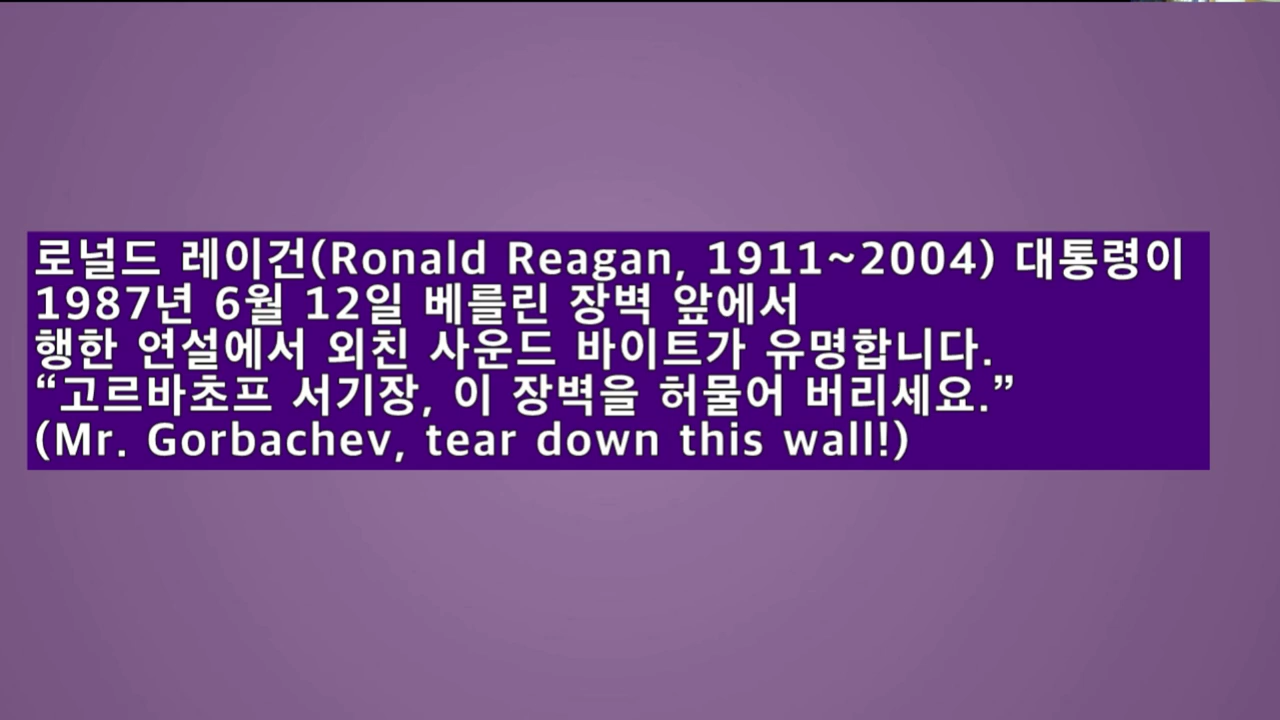 로널드 레이건(Ronald Reagan, 1911~2004) 대통령이
1987년 6월 12일 베를린 장벽 앞에서
행한 연설에서 외친 사운드 바이트가 유명합니다.
“고르바초프 서기장, 이 장벽을 허물어 버리세요.”
(Mr. Gorbachev, tear down this wall!)